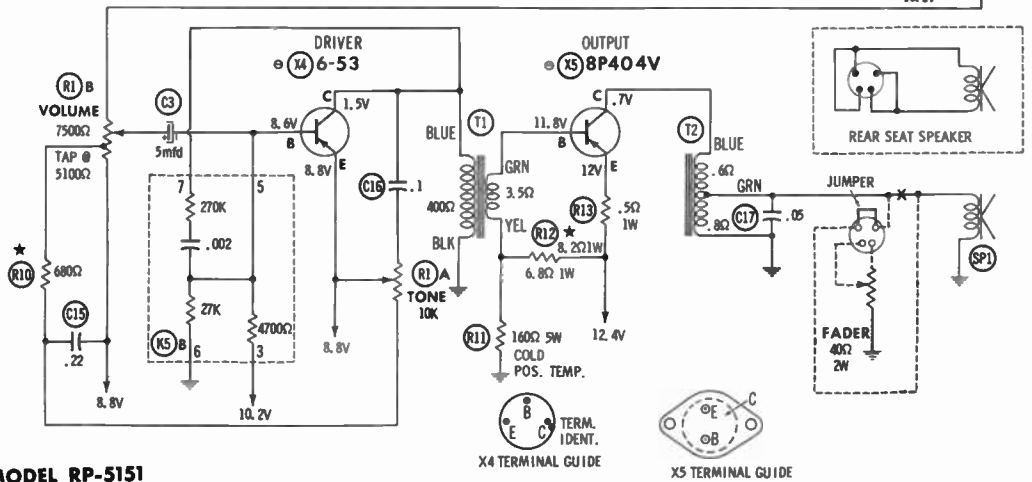 DRIVER
X4 6-53
OUTPUT
X5 8P404V
R1 B
VOLUME
7500Ω
TAP @
5100Ω
C3
5mfd
8.6V
B
C
1.5V
E
8.8V
C16
.1
T1
BLUE
400Ω
BLK
GRN
3.5Ω
YEL
11.8V
B
C
.7V
E
12V
R13
.5Ω
1W
R12 ★
8.2Ω1W
6.8Ω 1W
12.4V
T2
BLUE
.6Ω
GRN
.8Ω
C17
.05
JUMPER
REAR SEAT SPEAKER
SP1
FADER
40Ω
2W
7
5
270K
.002
27K
4700Ω
K5 B
6
3
★
R10
680Ω
C15
.22
8.8V
10.2V
8.8V
R1 A
TONE
10K
R11
160Ω 5W
COLD
POS. TEMP.
B
E
C
TERM.
IDENT.
X4 TERMINAL GUIDE
C
E
B
X5 TERMINAL GUIDE
MODEL RP-5151